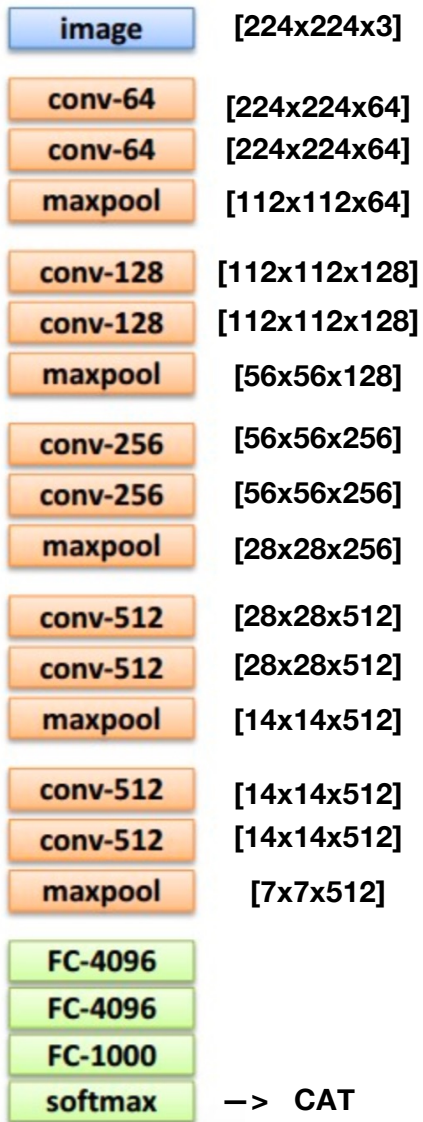 image [224x224x3]
conv-64 [224x224x64]
conv-64 [224x224x64]
maxpool [112x112x64]
conv-128 [112x112x128]
conv-128 [112x112x128]
maxpool [56x56x128]
conv-256 [56x56x256]
conv-256 [56x56x256]
maxpool [28x28x256]
conv-512 [28x28x512]
conv-512 [28x28x512]
maxpool [14x14x512]
conv-512 [14x14x512]
conv-512 [14x14x512]
maxpool [7x7x512]
FC-4096
FC-4096
FC-1000
softmax —> CAT